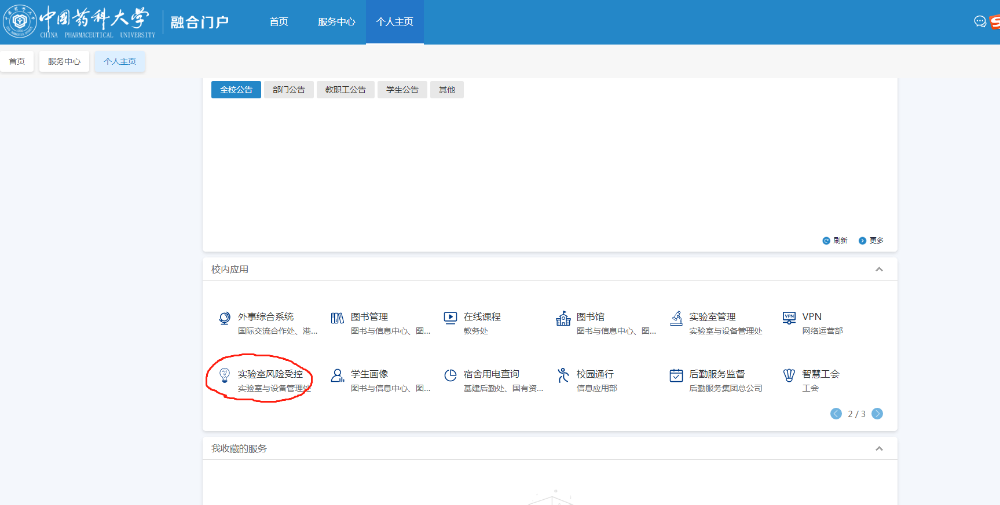 中國药科大学
CHINA PHARMACEUTICAL UNIVERSITY
融合门户
首页
服务中心
个人主页
首页
服务中心
个人主页
全校公告
部门公告
教职工公告
学生公告
其他
刷新
更多
校内应用
外事综合系统
国际交流合作处、港...
图书管理
图书与信息中心、图...
在线课程
教务处
图书馆
图书与信息中心、图...
实验室管理
实验室与设备管理处
VPN
VPN
网络运营部
实验室风险受控
实验室与设备管理处
学生画像
图书与信息中心、图...
宿舍用电查询
基建后勤处、国有资...
校园通行
信息应用部
后勤服务监督
后勤服务集团总公司
智慧工会
工会
2 / 3
我收藏的服务